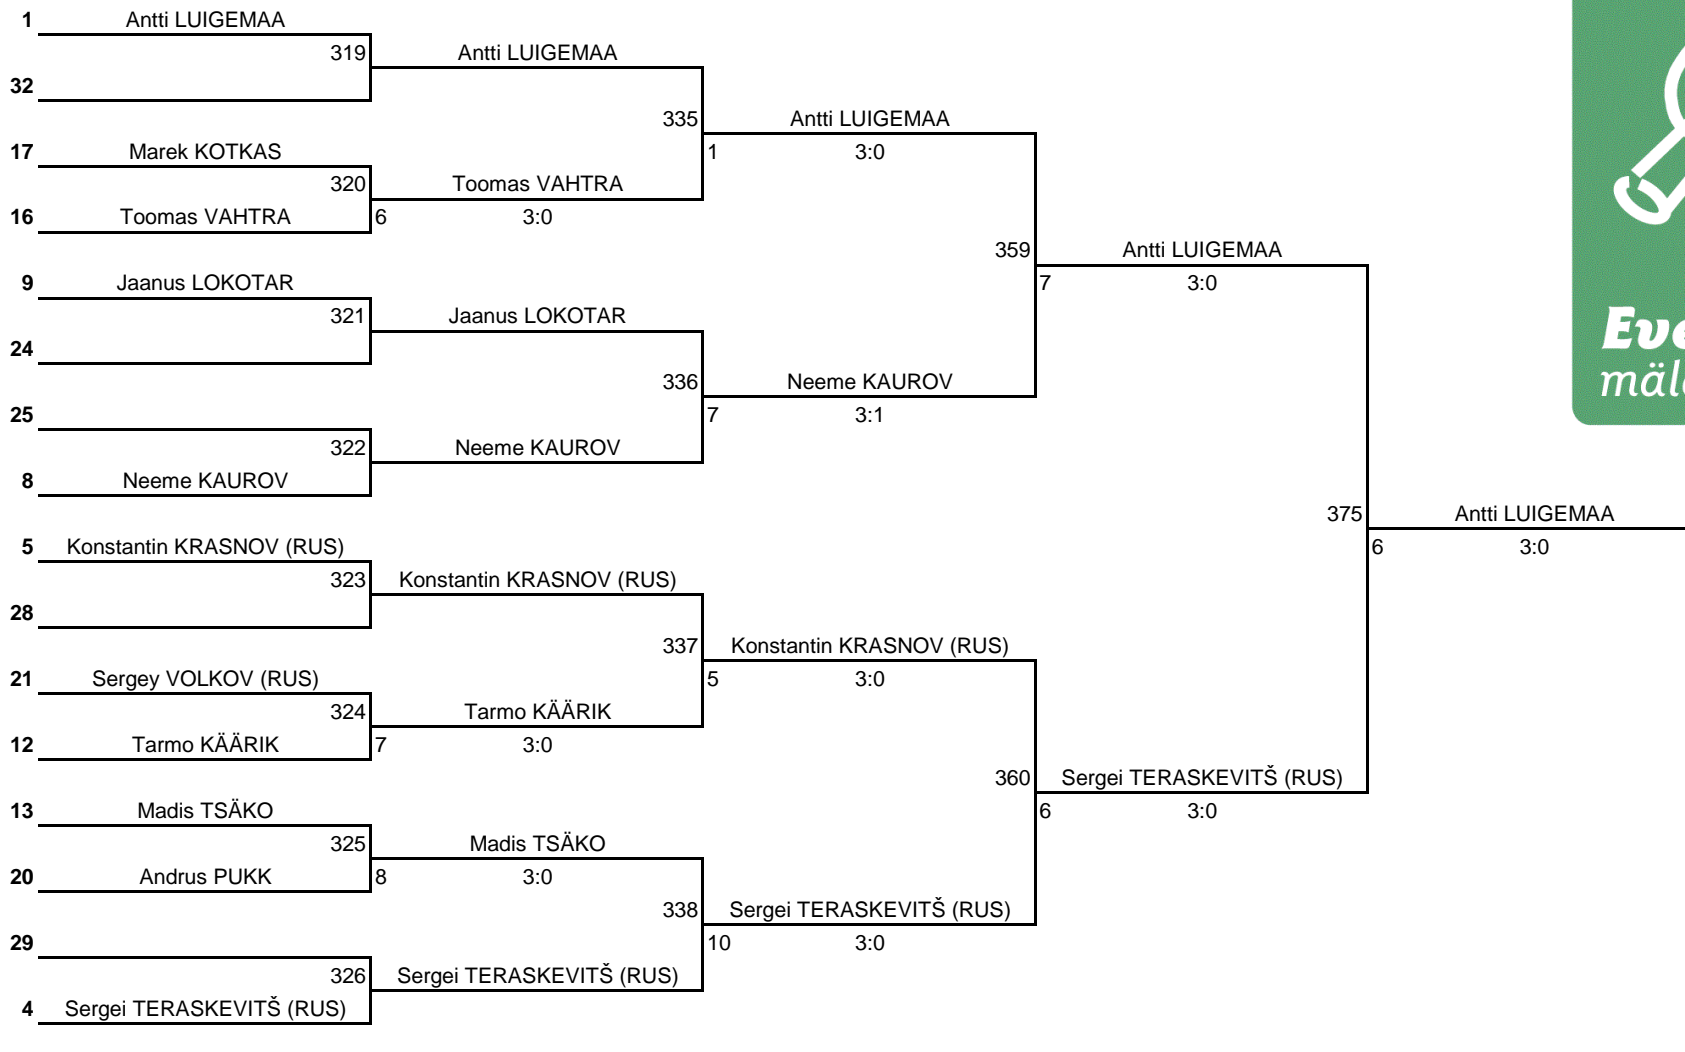 1 Antti LUIGEMAA
319 Antti LUIGEMAA
32
335 Antti LUIGEMAA
17 Marek KOTKAS
1 3:0
320 Toomas VAHTRA
16 Toomas VAHTRA 6 3:0
359 Antti LUIGEMAA
9 Jaanus LOKOTAR
7 3:0
321 Jaanus LOKOTAR
24
336 Neeme KAUROV
25
7 3:1
322 Neeme KAUROV
8 Neeme KAUROV
375 Antti LUIGEMAA
5 Konstantin KRASNOV (RUS)
6 3:0
323 Konstantin KRASNOV (RUS)
28
337 Konstantin KRASNOV (RUS)
21 Sergey VOLKOV (RUS)
5 3:0
324 Tarmo KÄÄRIK
12 Tarmo KÄÄRIK 7 3:0
360 Sergei TERASKEVITŠ (RUS)
13 Madis TSÄKO
6 3:0
325 Madis TSÄKO
20 Andrus PUKK 8 3:0
338 Sergei TERASKEVITŠ (RUS)
29
10 3:0
326 Sergei TERASKEVITŠ (RUS)
4 Sergei TERASKEVITŠ (RUS)